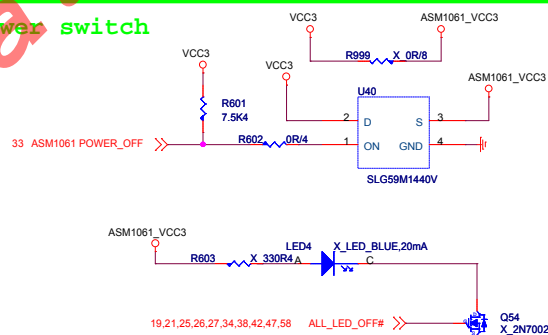 wer switch
VCC3
ASM1061_VCC3
R999
X_0R/8
VCC3
VCC3
ASM1061_VCC3
R601
7.5K4
U40
2
D
S
3
33 ASM1061 POWER_OFF
R602
0R/4
1
ON
GND
4
SLG59M1440V
ASM1061_VCC3
LED4
X_LED_BLUE,20mA
R603
X_330R4
A
C
19,21,25,26,27,34,38,42,47,58
ALL_LED_OFF#
Q54
X_2N7002